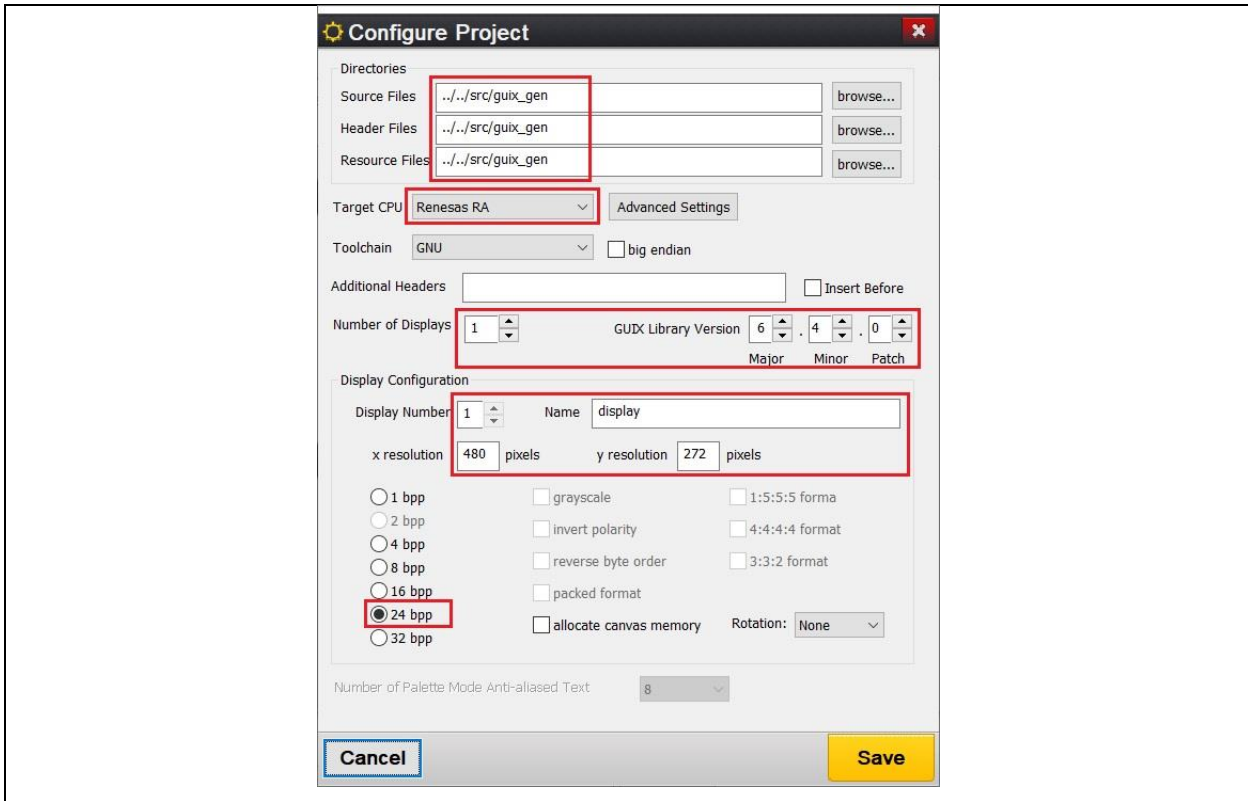 Configure Project
Directories
Source Files ../../src/guix_gen browse...
Header Files ../../src/guix_gen browse...
Resource Files ../../src/guix_gen browse...
Target CPU Renesas RA Advanced Settings
Toolchain GNU big endian
Additional Headers Insert Before
Number of Displays 1 GUIX Library Version 6 . 4 . 0
Major Minor Patch
Display Configuration
Display Number 1 Name display
x resolution 480 pixels y resolution 272 pixels
1 bpp grayscale 1:5:5:5 forma
2 bpp invert polarity 4:4:4:4 format
4 bpp
8 bpp reverse byte order 3:3:2 format
16 bpp packed format
24 bpp allocate canvas memory Rotation: None
32 bpp
Number of Palette Mode Anti-aliased Text 8
Cancel Save